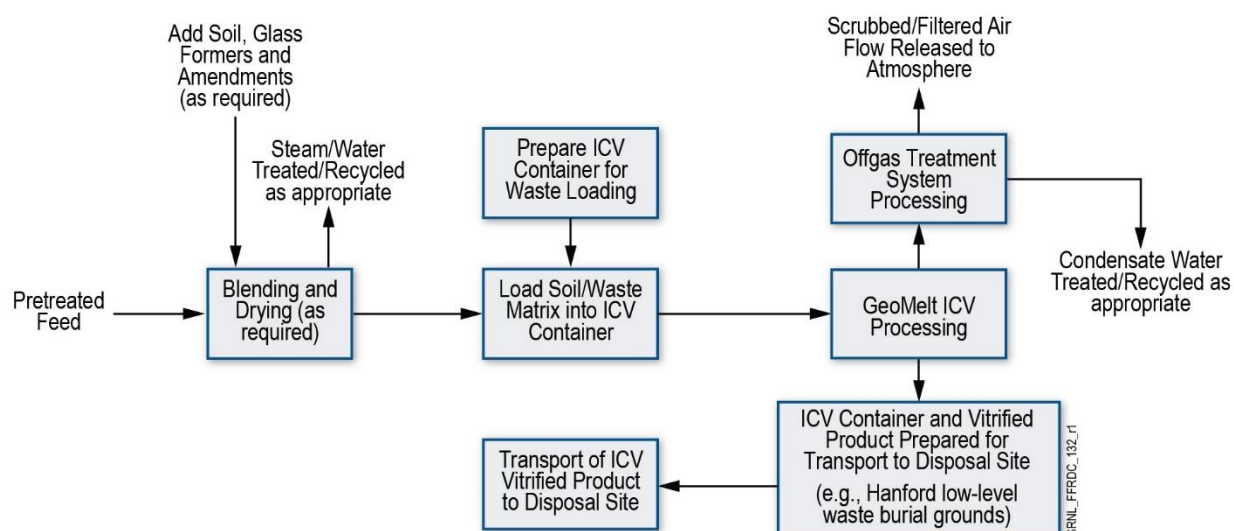 Add Soil, Glass
Formers and
Amendments
(as required)
Steam/Water
Treated/Recycled
as appropriate
Prepare ICV
Container for
Waste Loading
Scrubbed/Filtered Air
Flow Released to
Atmosphere
Offgas Treatment
System
Processing
Pretreated
Feed
Blending and
Drying (as
required)
Load Soil/Waste
Matrix into ICV
Container
GeoMelt ICV
Processing
Condensate Water
Treated/Recycled as
appropriate
Transport of ICV
Vitrified Product
to Disposal Site
ICV Container and Vitrified
Product Prepared for
Transport to Disposal Site
(e.g., Hanford low-level
waste burial grounds)
SRNL_FFRDC_132_r1